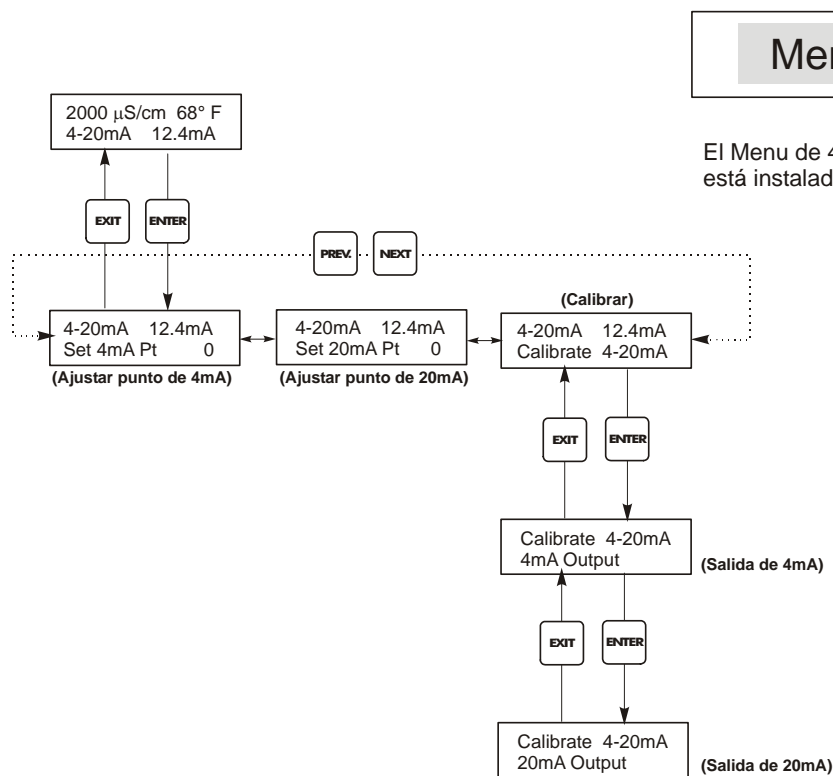 Men
El Menu de 4
está instalad
2000 μS/cm 68° F
4-20mA 12.4mA
EXIT
ENTER
PREV.
NEXT
4-20mA 12.4mA
Set 4mA Pt 0
(Ajustar punto de 4mA)
4-20mA 12.4mA
Set 20mA Pt 0
(Ajustar punto de 20mA)
(Calibrar)
4-20mA 12.4mA
Calibrate 4-20mA
EXIT
ENTER
Calibrate 4-20mA
4mA Output
(Salida de 4mA)
EXIT
ENTER
Calibrate 4-20mA
20mA Output
(Salida de 20mA)